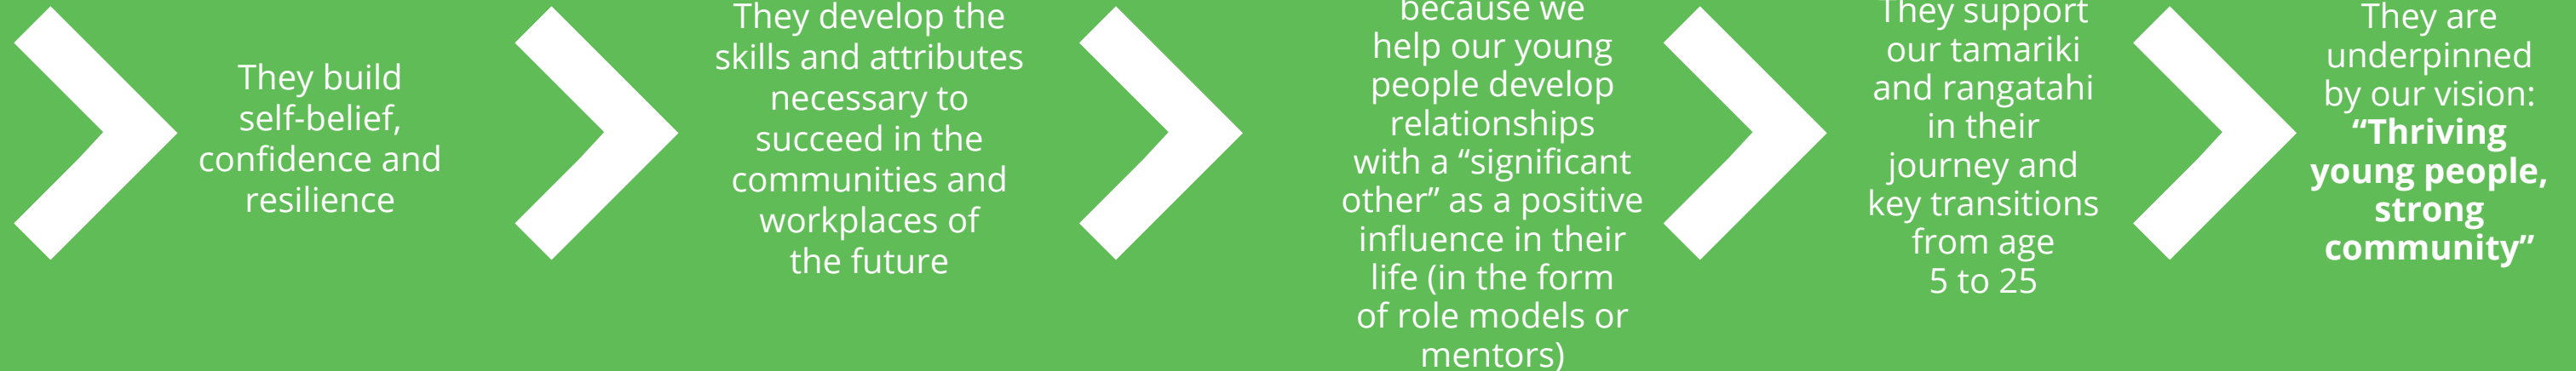 They build
self-belief,
confidence and
resilience
They develop the
skills and attributes
necessary to
succeed in the
communities and
workplaces of
the future
because we
help our young
people develop
relationships
with a “significant
other” as a positive
influence in their
life (in the form
of role models or
mentors)
They support
our tamariki
and rangatahi
in their
journey and
key transitions
from age
5 to 25
They are
underpinned
by our vision:
“Thriving
young people,
strong
community”